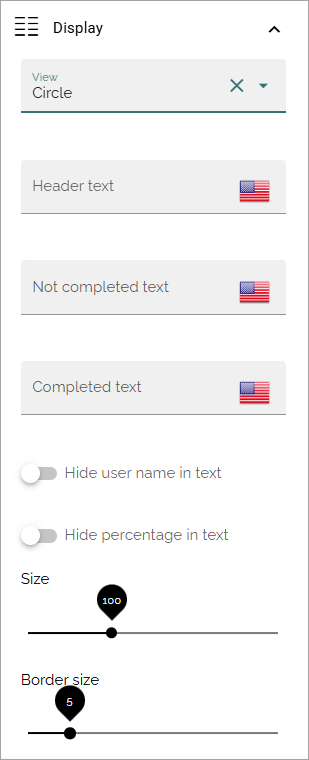 Display
View
Circle
Header text
Not completed text
Completed text
Hide user name in text
Hide percentage in text
Size
100
Border size
5